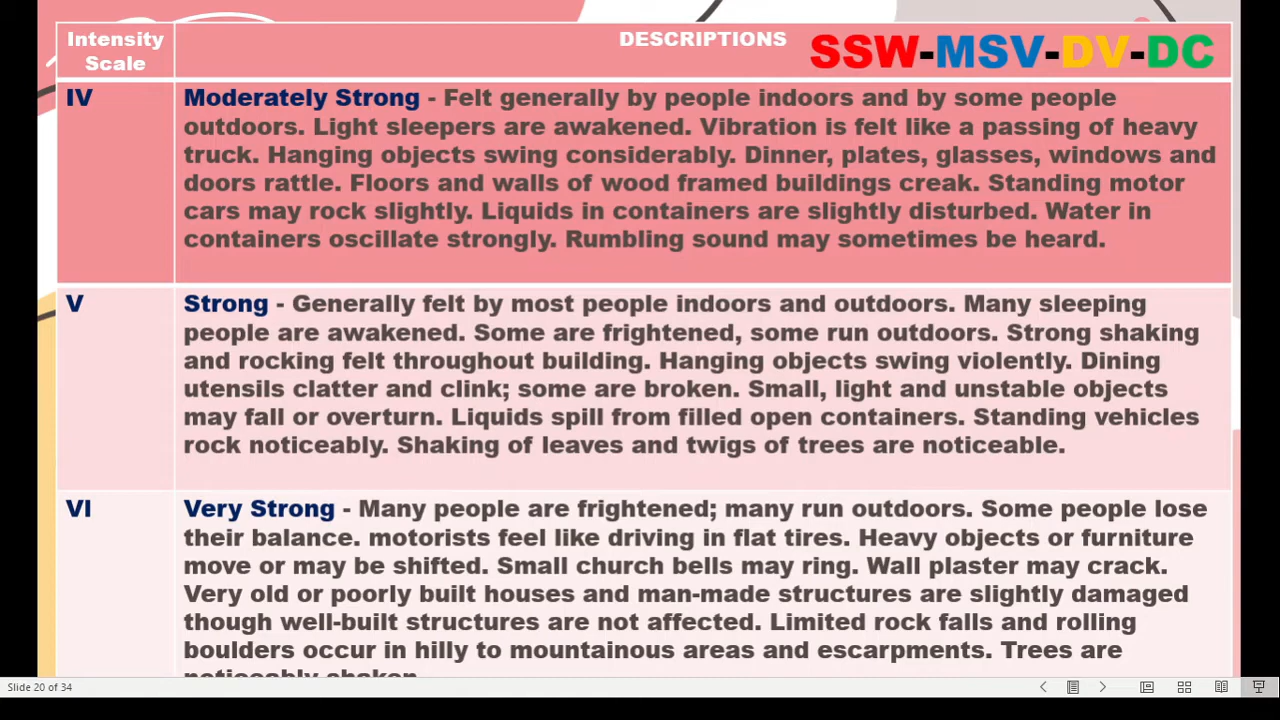 Intensity
Scale
DESCRIPTIONS
SSW-MSV-DV-DC
IV
Moderately Strong - Felt generally by people indoors and by some people
outdoors. Light sleepers are awakened. Vibration is felt like a passing of heavy
truck. Hanging objects swing considerably. Dinner, plates, glasses, windows and
doors rattle. Floors and walls of wood framed buildings creak. Standing motor
cars may rock slightly. Liquids in containers are slightly disturbed. Water in
containers oscillate strongly. Rumbling sound may sometimes be heard.
V
Strong - Generally felt by most people indoors and outdoors. Many sleeping
people are awakened. Some are frightened, some run outdoors. Strong shaking
and rocking felt throughout building. Hanging objects swing violently. Dining
utensils clatter and clink; some are broken. Small, light and unstable objects
may fall or overturn. Liquids spill from filled open containers. Standing vehicles
rock noticeably. Shaking of leaves and twigs of trees are noticeable.
VI
Very Strong - Many people are frightened; many run outdoors. Some people lose
their balance. motorists feel like driving in flat tires. Heavy objects or furniture
move or may be shifted. Small church bells may ring. Wall plaster may crack.
Very old or poorly built houses and man-made structures are slightly damaged
though well-built structures are not affected. Limited rock falls and rolling
boulders occur in hilly to mountainous areas and escarpments. Trees are
noticeably shaken.
Slide 20 of 34